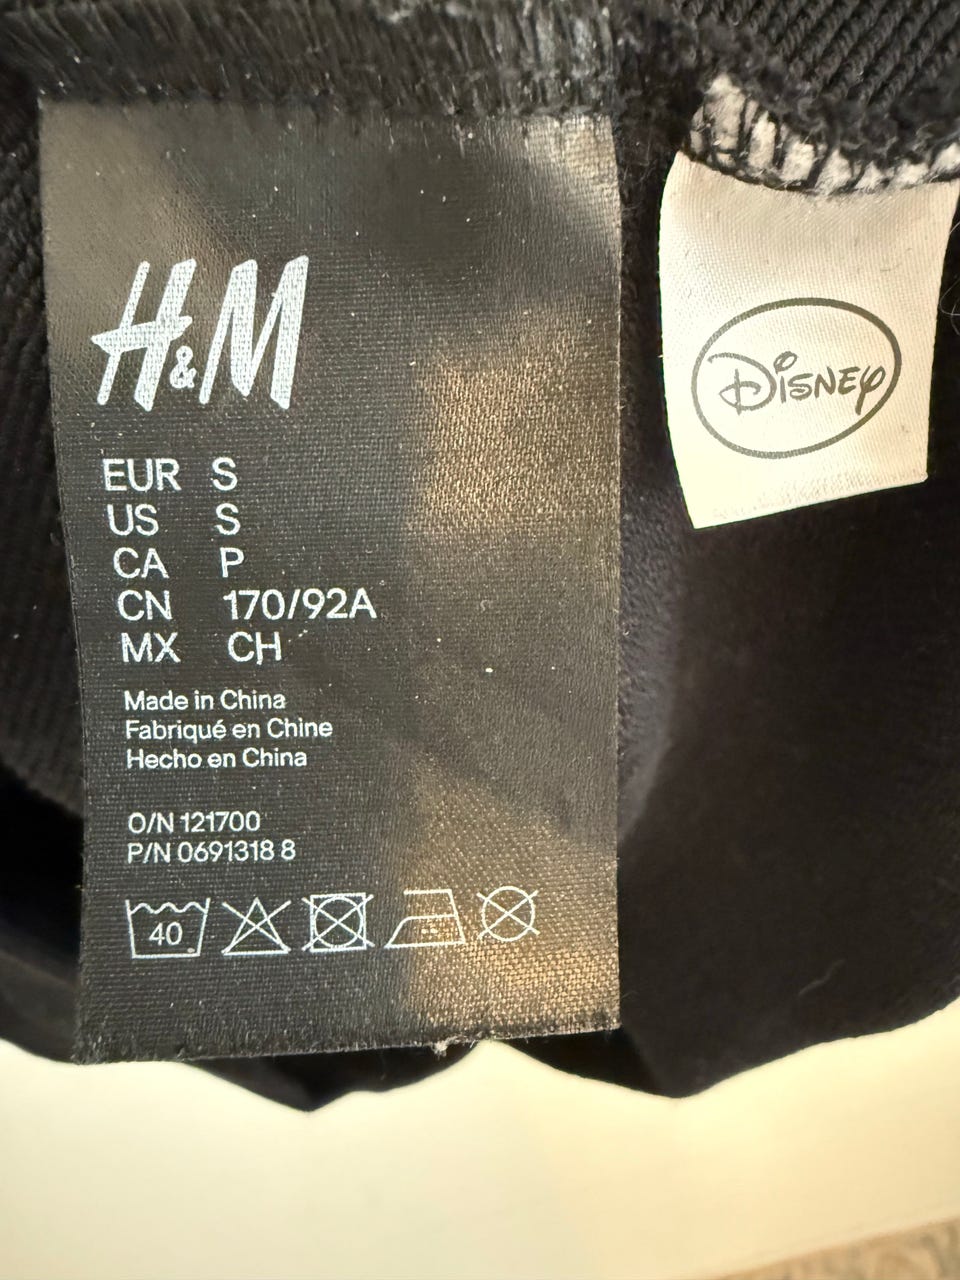 H&M
EUR S
US S
CA P
CN 170/92A
MX CH
Made in China
Fabriqué en Chine
Hecho en China
O/N 121700
P/N 0691318 8
40
Disney